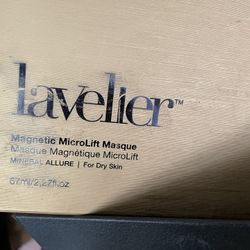 lavelier™
Magnetic MicroLift Masque
Masque Magnétique MicroLift
MINERAL ALLURE | For Dry Skin
67ml/2.27fl.oz